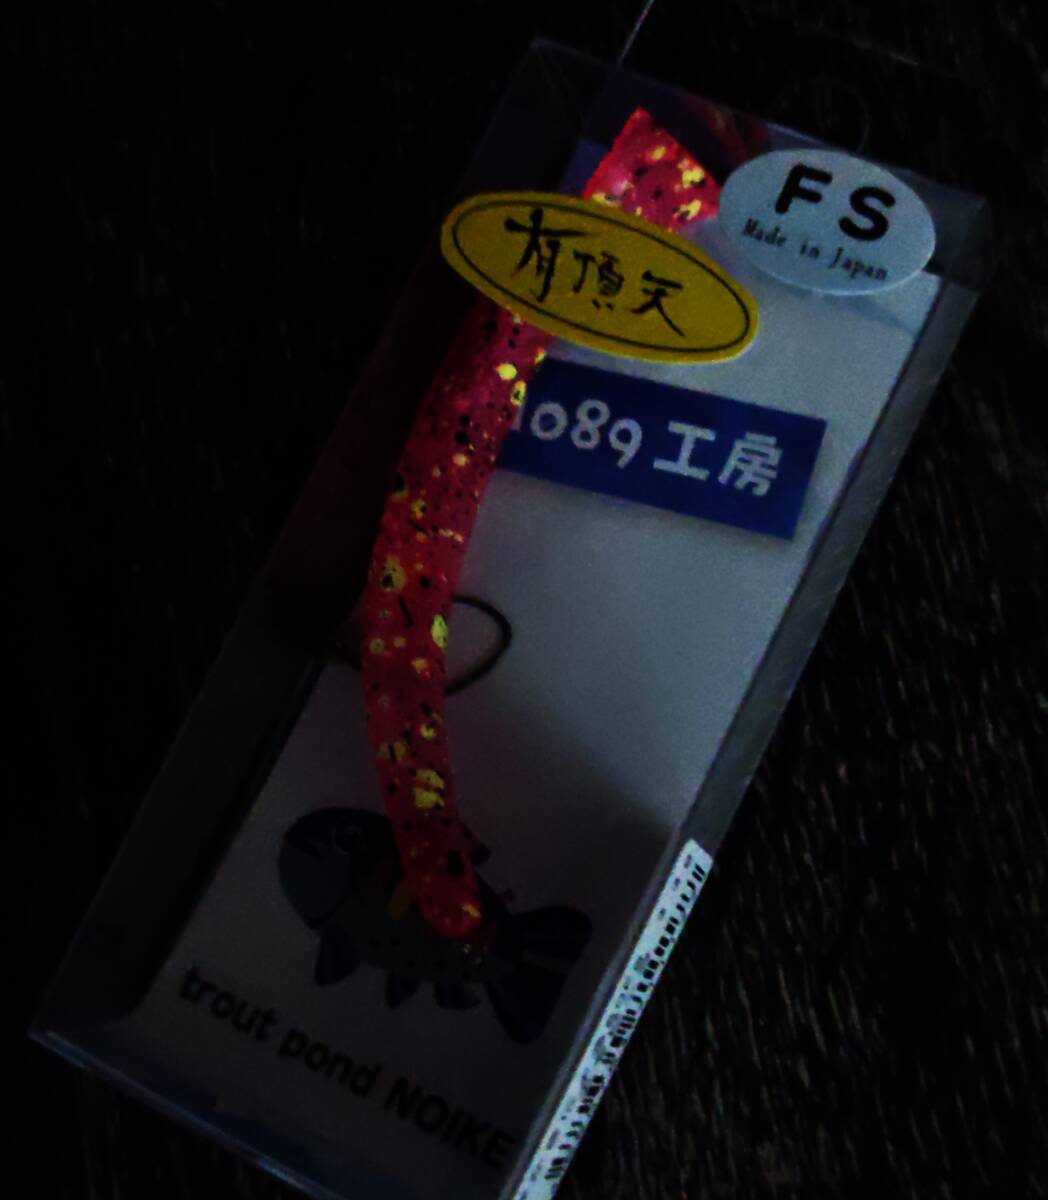 FS
Made in Japan
有頂天
1089工房
trout pond NOIKE